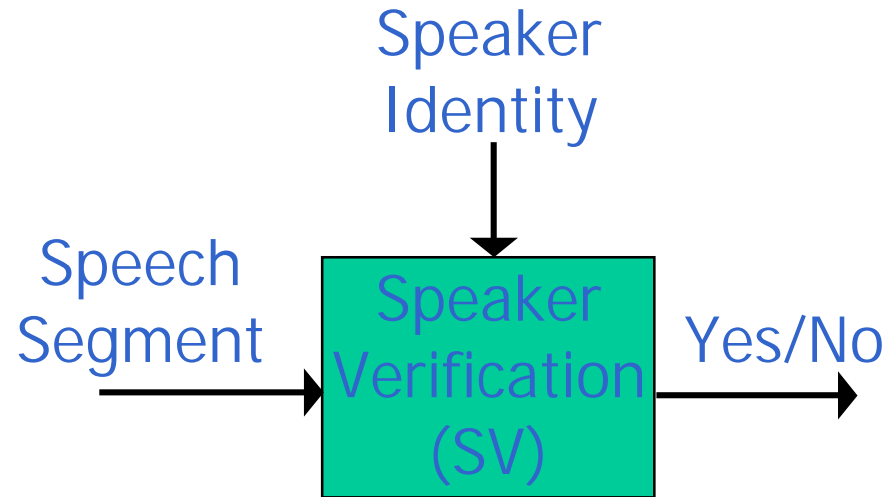 Speaker
Identity
Speech
Segment
Speaker
Verification
(SV)
Yes/No